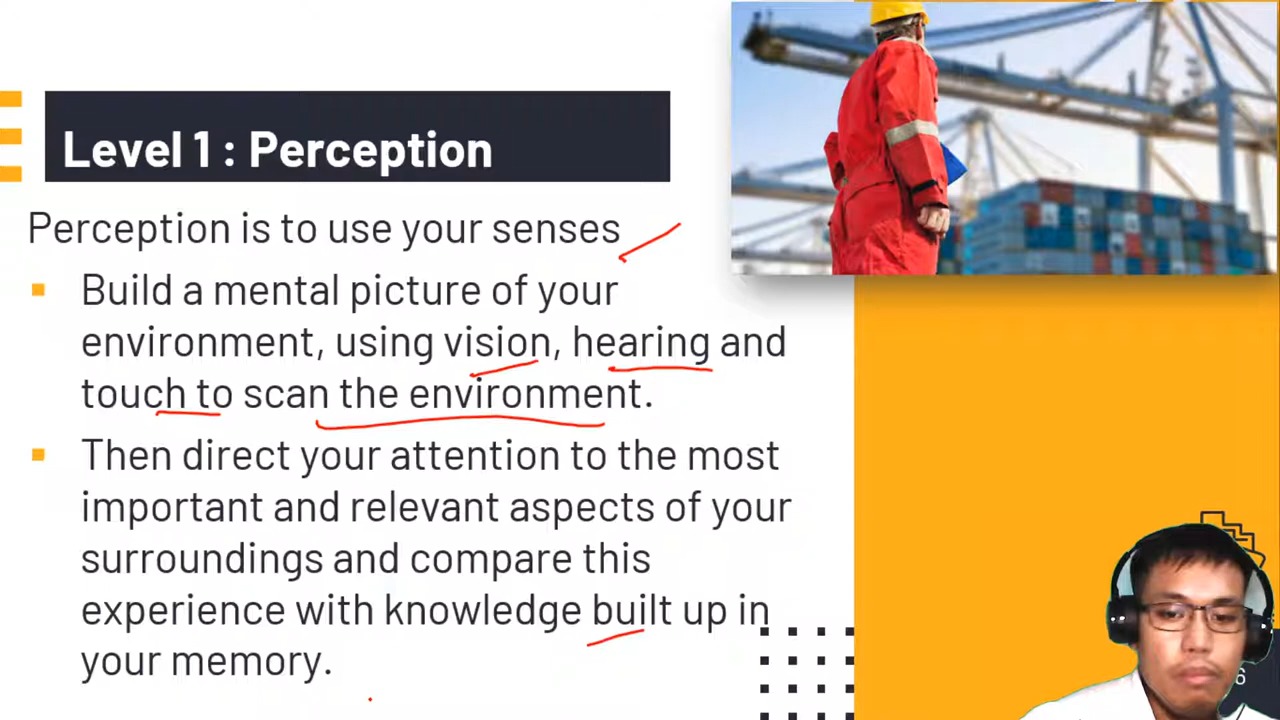 Level 1 : Perception
Perception is to use your senses
▪ Build a mental picture of your
environment, using vision, hearing and
touch to scan the environment.
▪ Then direct your attention to the most
important and relevant aspects of your
surroundings and compare this
experience with knowledge built up in
your memory.
6